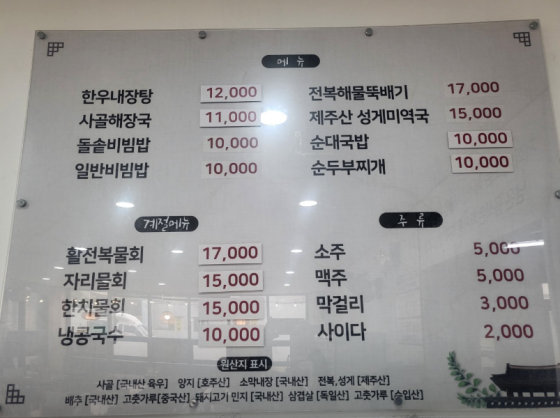 메뉴
한우내장탕 12,000
사골해장국 11,000
돌솥비빔밥 10,000
일반비빔밥 10,000
전복해물뚝배기 17,000
제주산 성게미역국 15,000
순대국밥 10,000
순두부찌개 10,000
계절메뉴
활전복물회 17,000
자리물회 15,000
한치물회 15,000
냉콩국수 10,000
주류
소주 5,000
맥주 5,000
막걸리 3,000
사이다 2,000
원산지 표시
사골 [국내산 육우] 양지 [호주산] 소막내장 [국내산] 전복,성게 [제주산]
배추 [국내산] 고춧가루[중국산] 돼지고기 민지 [국내산] 삼겹살 [독일산] 고춧가루 [수입산]